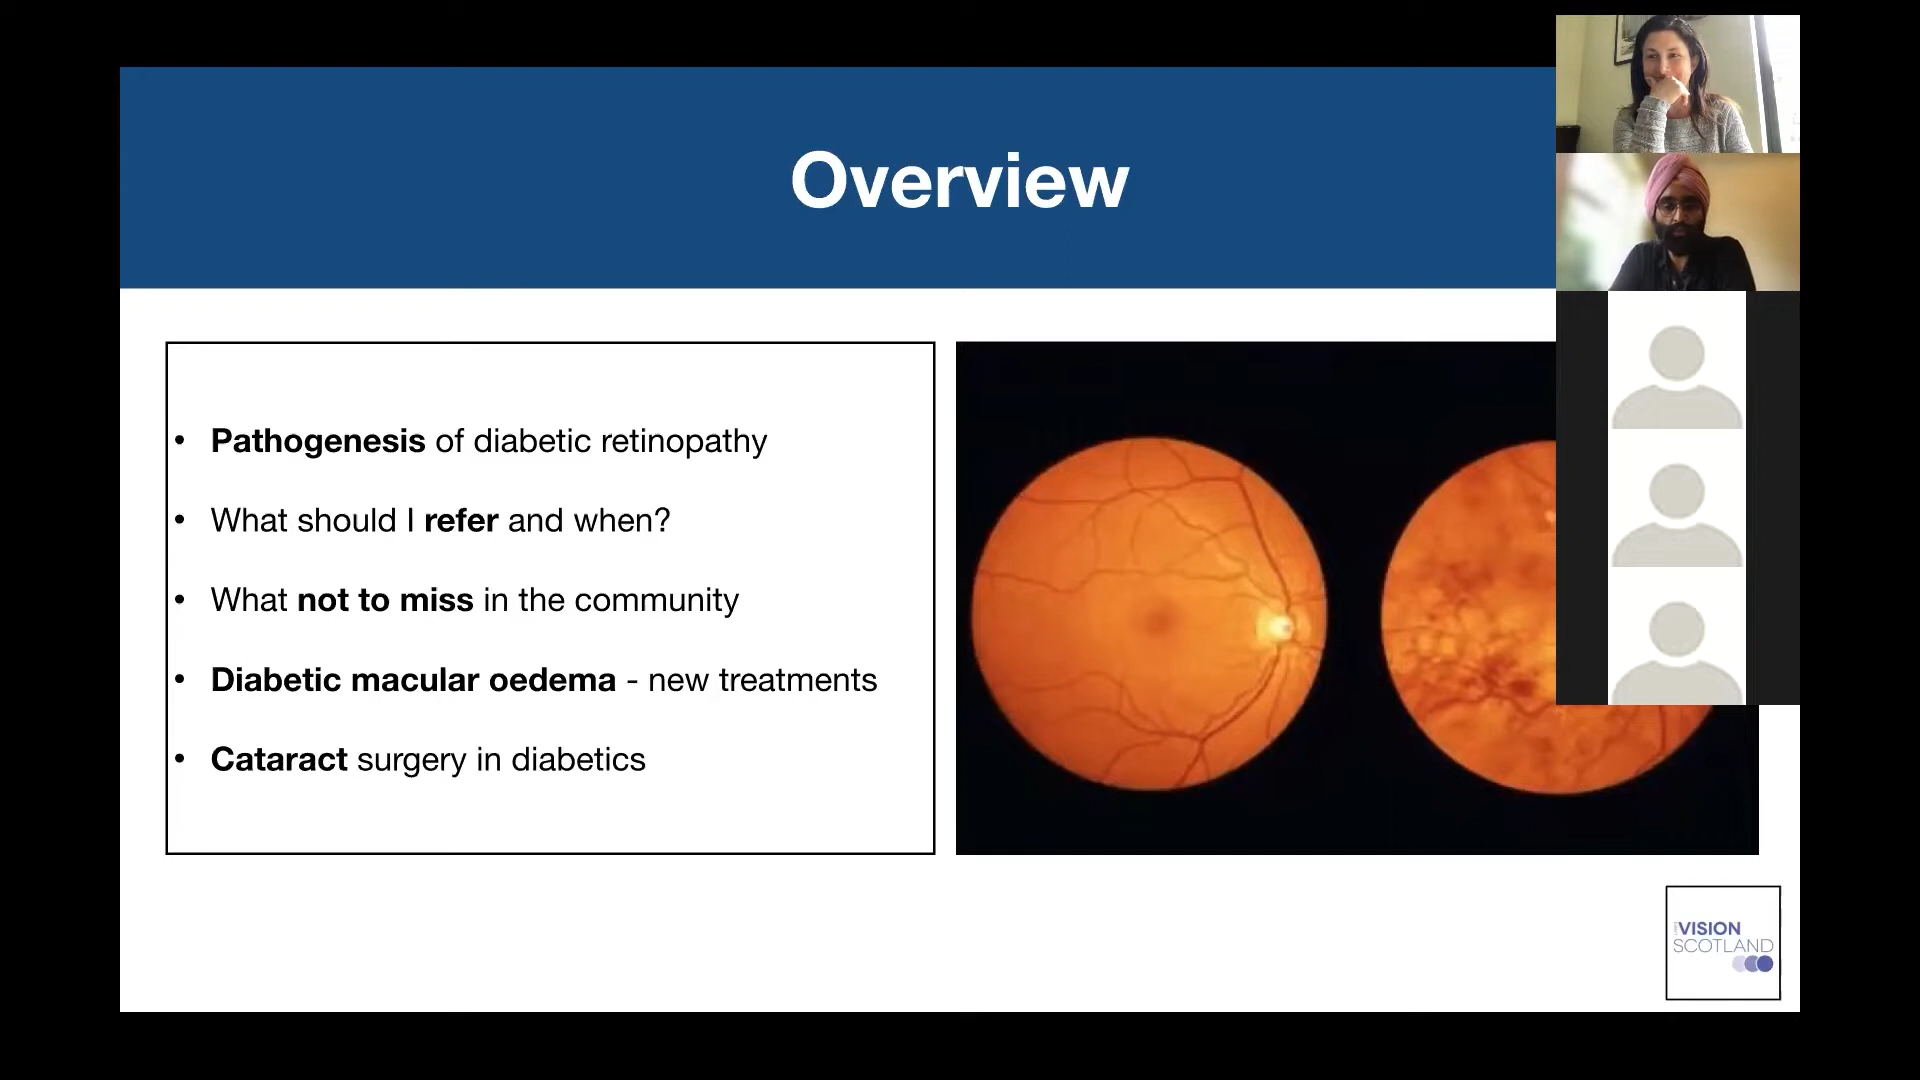 Overview
• Pathogenesis of diabetic retinopathy
• What should I refer and when?
• What not to miss in the community
• Diabetic macular oedema - new treatments
• Cataract surgery in diabetics
VISION
SCOTLAND